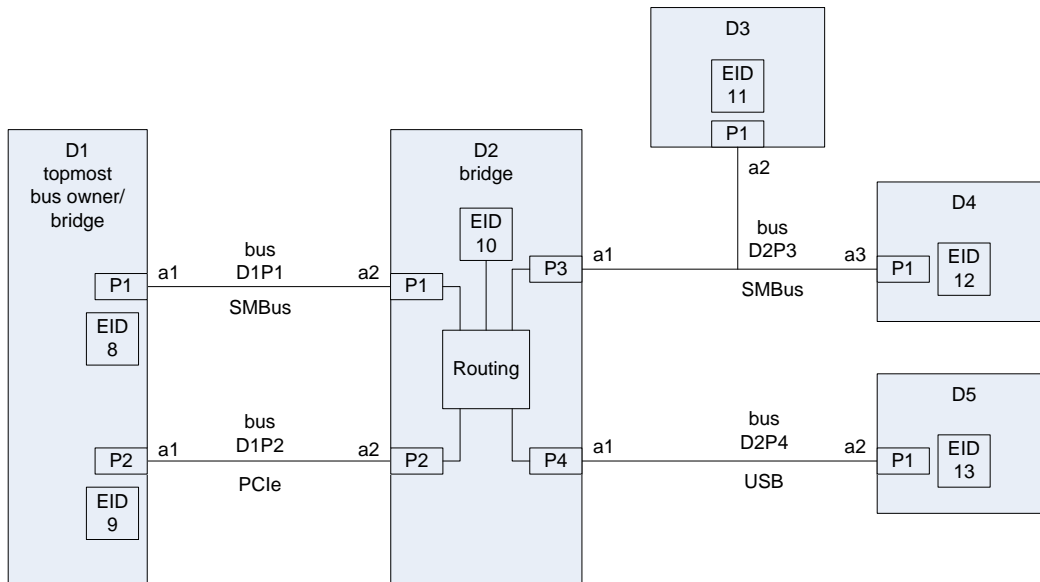 D1
topmost
bus owner/
bridge
a1
P1
EID
8
a1
P2
EID
9
bus
D1P1
SMBus
bus
D1P2
PCIe
D2
bridge
EID
10
a2
P1
P3
Routing
a2
P2
P4
D3
EID
11
P1
a2
a1
bus
D2P3
SMBus
a3
a1
bus
D2P4
USB
a2
D4
P1
EID
12
D5
P1
EID
13